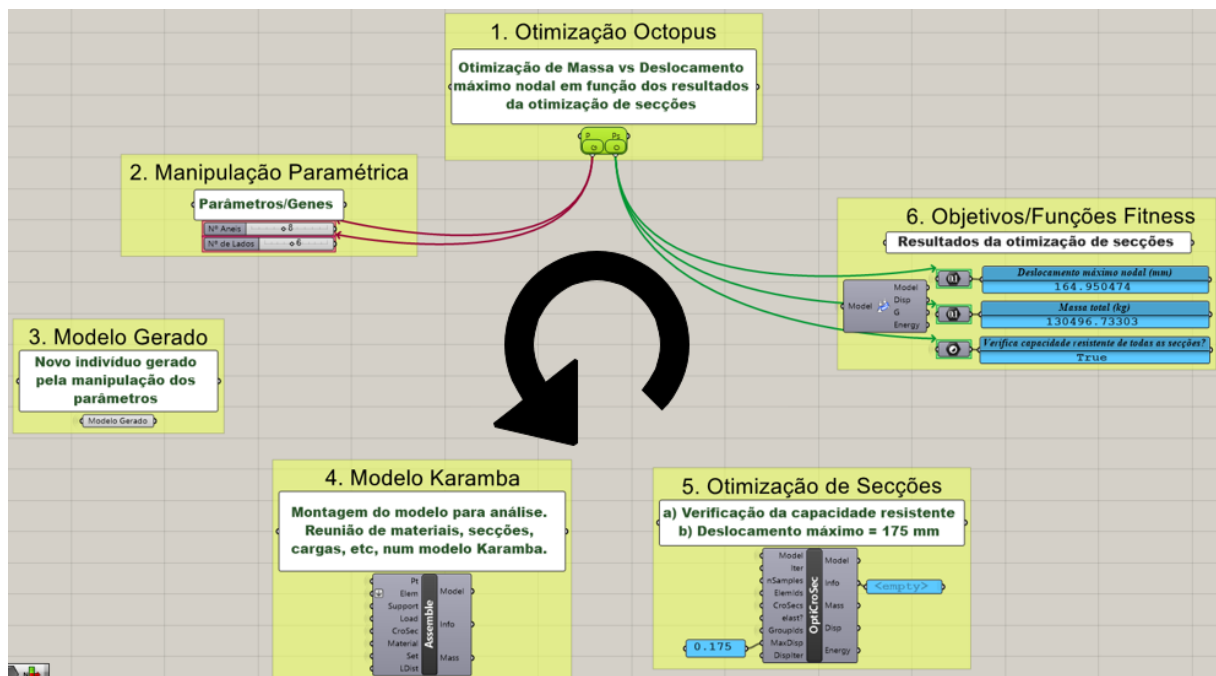 1. Otimização Octopus
Otimização de Massa vs Deslocamento
máximo nodal em função dos resultados
da otimização de secções
P Ps
G O
2. Manipulação Paramétrica
Parâmetros/Genes
Nº Aneis 8
Nº de Lados 6
6. Objetivos/Funções Fitness
Resultados da otimização de secções
Model
Model
Disp
G
Energy
Deslocamento máximo nodal (mm)
164.950474
Massa total (kg)
130496.73303
Verifica capacidade resistente de todas as secções?
True
3. Modelo Gerado
Novo indivíduo gerado
pela manipulação dos
parâmetros
Modelo Gerado
4. Modelo Karamba
Montagem do modelo para análise.
Reunião de materiais, secções,
cargas, etc, num modelo Karamba.
Pt
Elem
Support
Load
CroSec
Material
Set
LDist
Assemble
Model
Info
Mass
5. Otimização de Secções
a) Verificação da capacidade resistente
b) Deslocamento máximo = 175 mm
Model
Iter
nSamples
ElemIds
CroSecs
elast?
GroupIds
MaxDisp
DispIter
OptiCroSec
Model
Info
Mass
Disp
Energy
<empty>
0.175